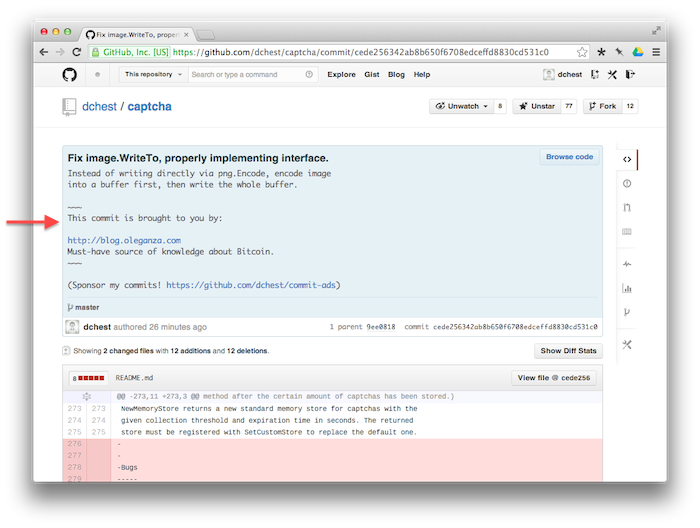 Fix image.WriteTo, properl
GitHub, Inc. [US] https://github.com/dchest/captcha/commit/cede256342ab8b650f6708edceffd8830cd531c0
This repository Search or type a command Explore Gist Blog Help dchest
dchest / captcha Unwatch 8 Unstar 77 Fork 12
Fix image.WriteTo, properly implementing interface. Browse code
Instead of writing directly via png.Encode, encode image
into a buffer first, then write the whole buffer.
~~~
This commit is brought to you by:
http://blog.oleganza.com
Must-have source of knowledge about Bitcoin.
~~~
(Sponsor my commits! https://github.com/dchest/commit-ads)
master
dchest authored 26 minutes ago 1 parent 9ee0818 commit cede256342ab8b650f6708edceffd8830cd531c0
Showing 2 changed files with 12 additions and 12 deletions. Show Diff Stats
8 README.md View file @ cede256
@@ -273,11 +273,3 @@ method after the certain amount of captchas has been stored.)
273 273 NewMemoryStore returns a new standard memory store for captchas with the
274 274 given collection threshold and expiration time in seconds. The returned
275 275 store must be registered with SetCustomStore to replace the default one.
276 -
277 -
278 -Bugs
279 -----